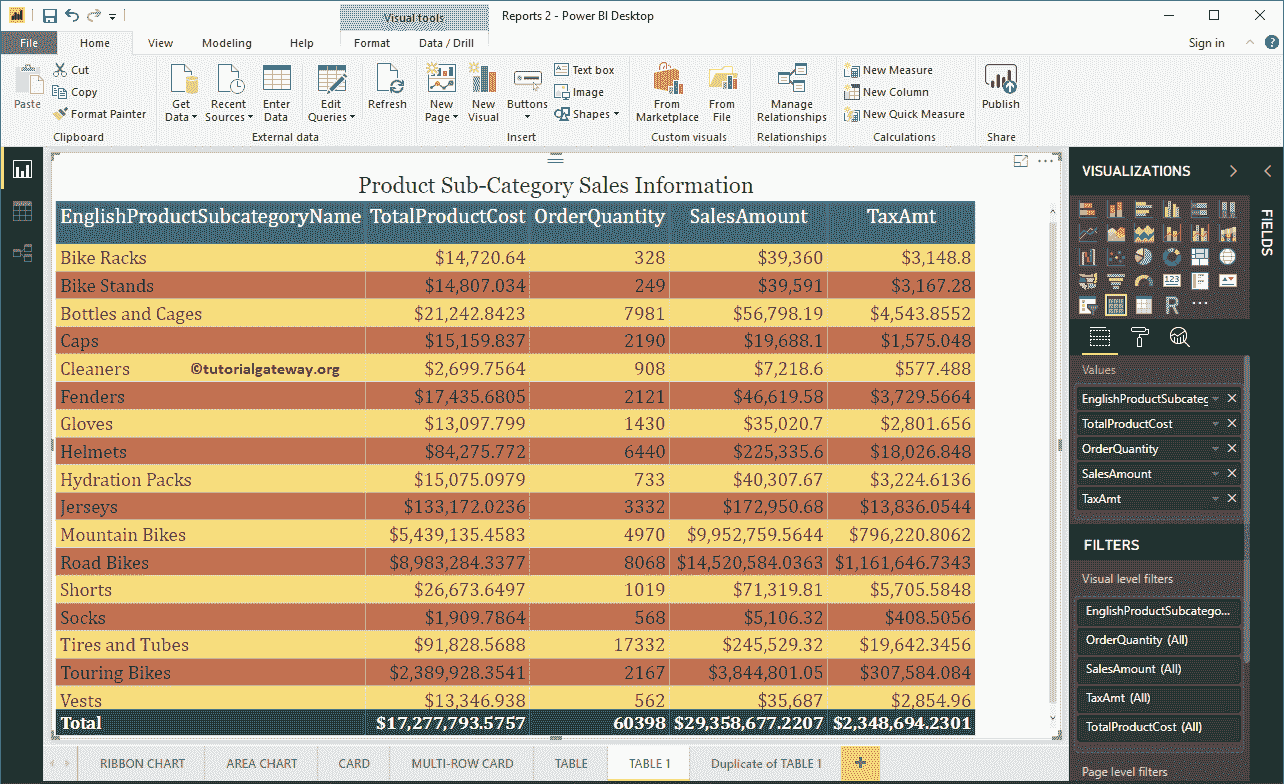 Visual tools
Reports 2 - Power BI Desktop
File Home View Modeling Help Format Data / Drill Sign in
Paste
Cut
Copy
Format Painter
Clipboard
Get Data
Recent Sources
Enter Data
Edit Queries
External data
Refresh
New Page
New Visual
Buttons
Text box
Image
Shapes
Insert
From Marketplace
From File
Custom visuals
Manage Relationships
Relationships
New Measure
New Column
New Quick Measure
Calculations
Publish
Share
Product Sub-Category Sales Information
EnglishProductSubcategoryName TotalProductCost OrderQuantity SalesAmount TaxAmt
Bike Racks $14,720.64 328 $39,360 $3,148.8
Bike Stands $14,807.034 249 $39,591 $3,167.28
Bottles and Cages $21,242.8423 7981 $56,798.19 $4,543.8552
Caps $15,159.837 2190 $19,688.1 $1,575.048
Cleaners ©tutorialgateway.org $2,699.7564 908 $7,218.6 $577.488
Fenders $17,435.6805 2121 $46,619.58 $3,729.5664
Gloves $13,097.799 1430 $35,020.7 $2,801.656
Helmets $84,275.772 6440 $225,335.6 $18,026.848
Hydration Packs $15,075.0979 733 $40,307.67 $3,224.6136
Jerseys $133,172.0236 3332 $172,950.68 $13,836.0544
Mountain Bikes $5,439,135.4583 4970 $9,952,759.5644 $796,220.8062
Road Bikes $8,983,284.3377 8068 $14,520,584.0363 $1,161,646.7343
Shorts $26,673.6497 1019 $71,319.81 $5,705.5848
Socks $1,909.7864 568 $5,106.32 $408.5056
Tires and Tubes $91,828.5688 17332 $245,529.32 $19,642.3456
Touring Bikes $2,389,928.3541 2167 $3,844,801.05 $307,584.084
Vests $13,346.938 562 $35,687 $2,854.96
Total $17,277,793.5757 60398 $29,358,677.2207 $2,348,694.2301
VISUALIZATIONS
FIELDS
123
R
Values
EnglishProductSubcateg
TotalProductCost
OrderQuantity
SalesAmount
TaxAmt
FILTERS
Visual level filters
EnglishProductSubcatego...
OrderQuantity (All)
SalesAmount (All)
TaxAmt (All)
TotalProductCost (All)
Page level filters
RIBBON CHART AREA CHART CARD MULTI-ROW CARD TABLE TABLE 1 Duplicate of TABLE 1